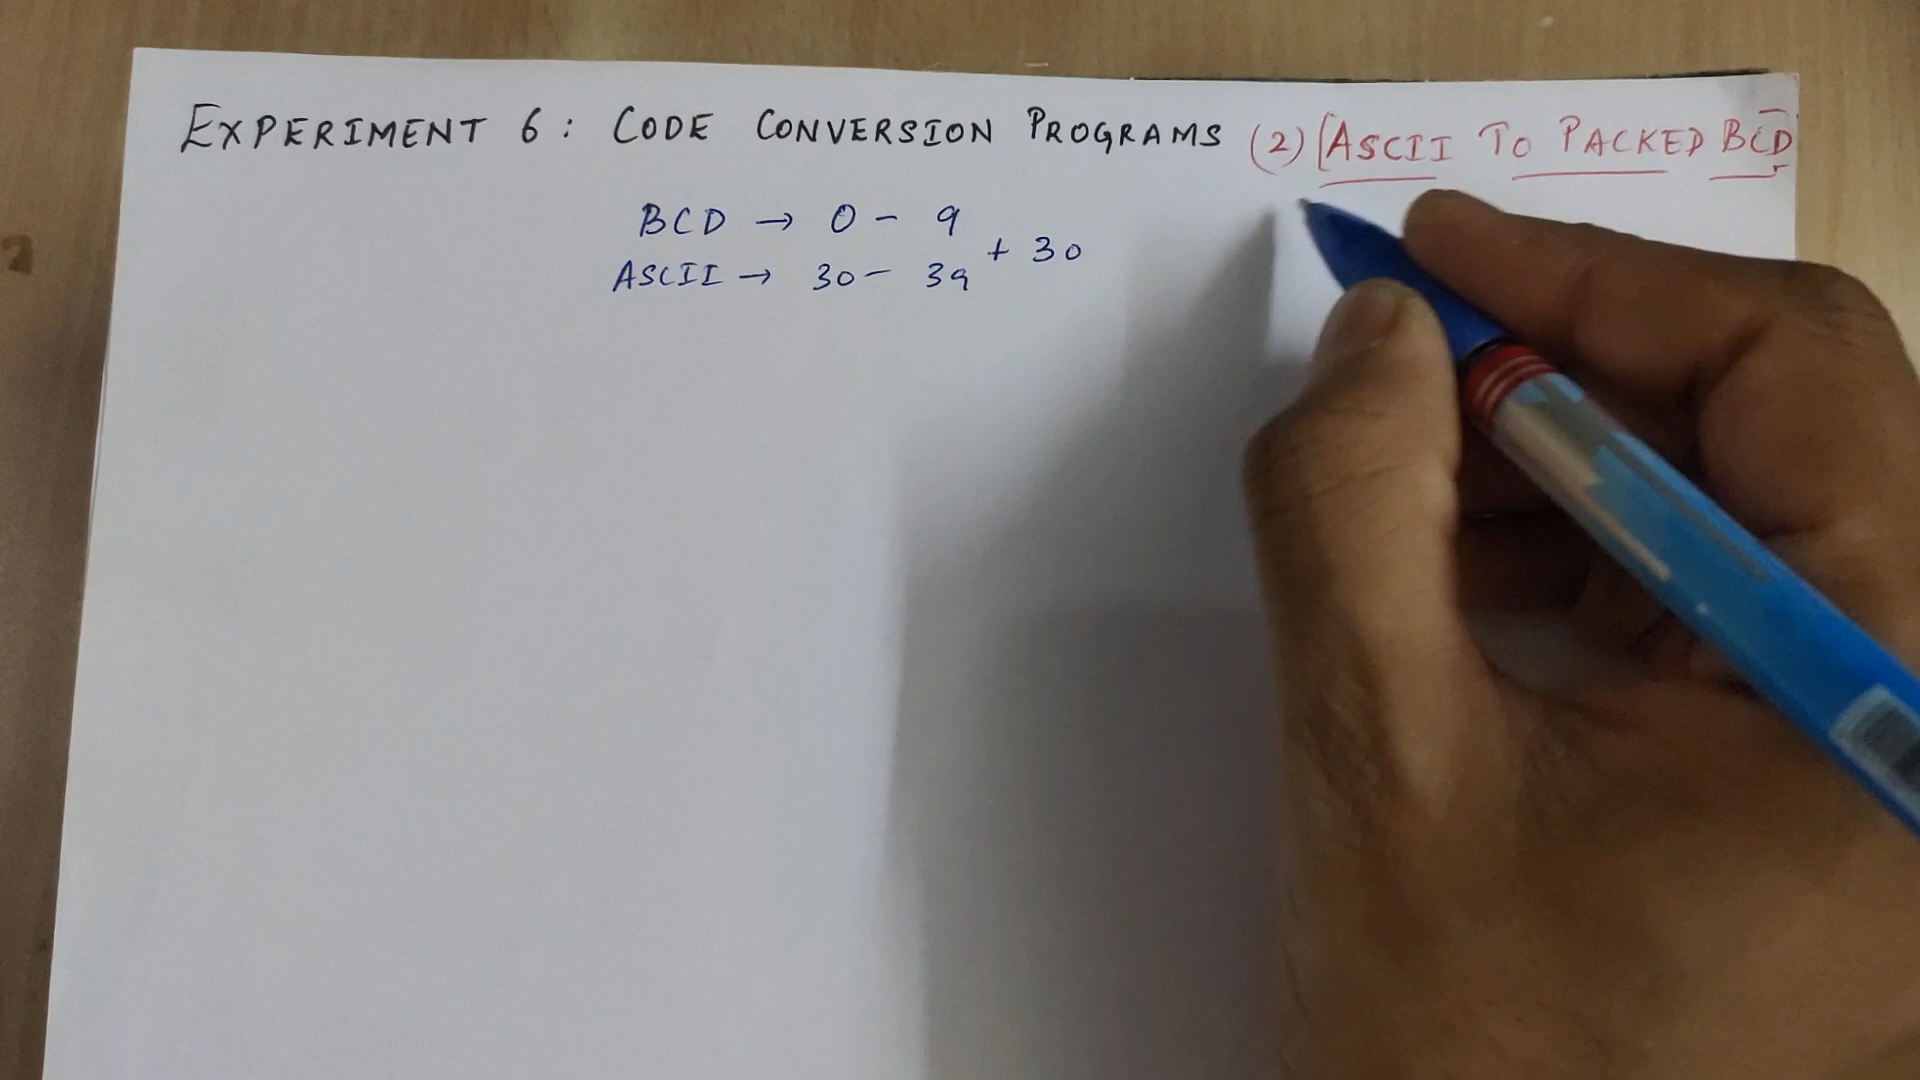 EXPERIMENT 6: CODE CONVERSION PROGRAMS (2) [ASCII TO PACKED BCD
BCD → 0 - 9
+ 30
ASCII → 30 - 39